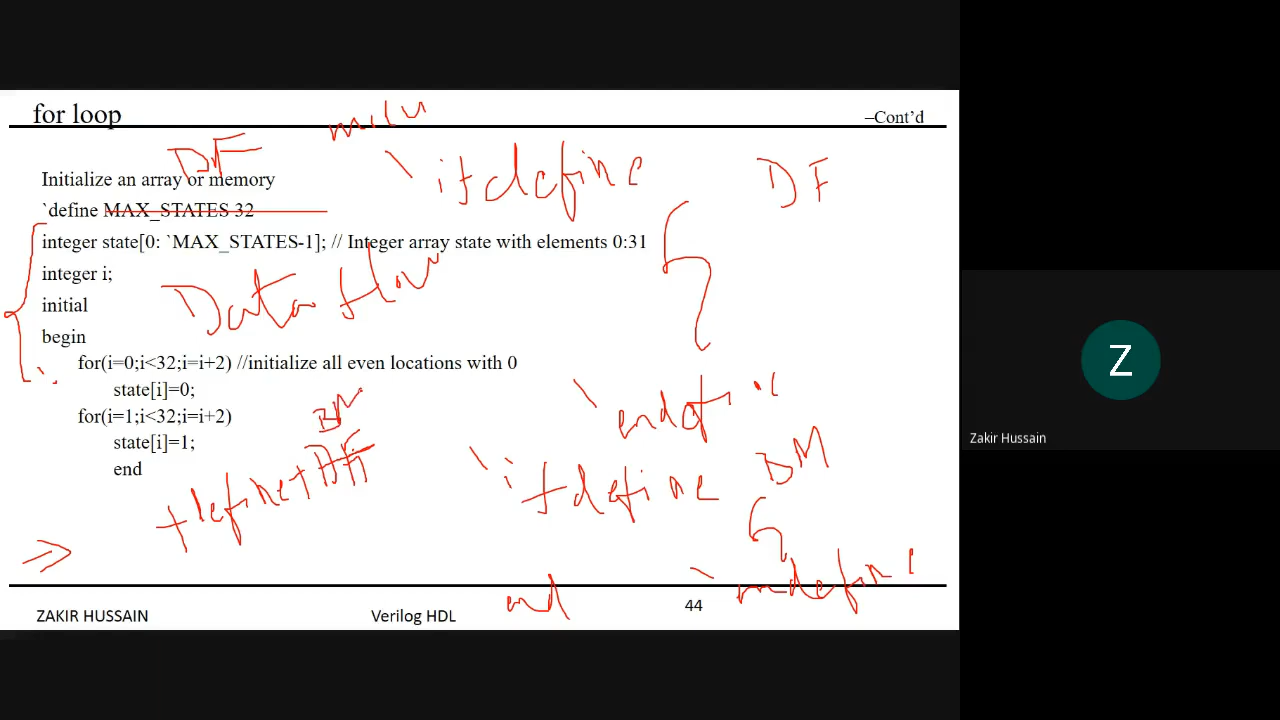 for loop
–Cont'd
DF
`ifdefine DF
Initialize an array or memory
`define MAX_STATES 32
integer state[0: `MAX_STATES-1]; // Integer array state with elements 0:31
integer i;
Data flow
initial
begin
for(i=0;i<32;i=i+2) //initialize all even locations with 0
state[i]=0;
for(i=1;i<32;i=i+2)
state[i]=1;
end
+define+
`ifdefine
end
ZAKIR HUSSAIN
Verilog HDL
44
Z
Zakir Hussain